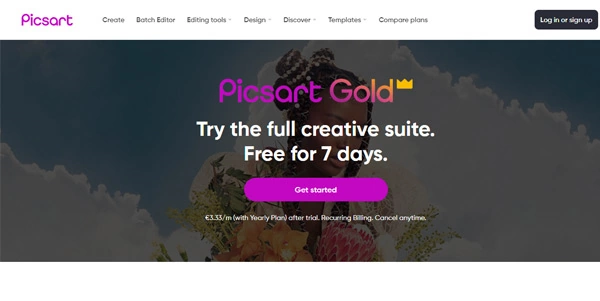 Picsart Create Batch Editor Editing tools Design Discover Templates Compare plans Log in or sign up
Picsart Gold
Try the full creative suite.
Free for 7 days.
Get started
€3.33/m (with Yearly Plan) after trial. Recurring Billing. Cancel anytime.